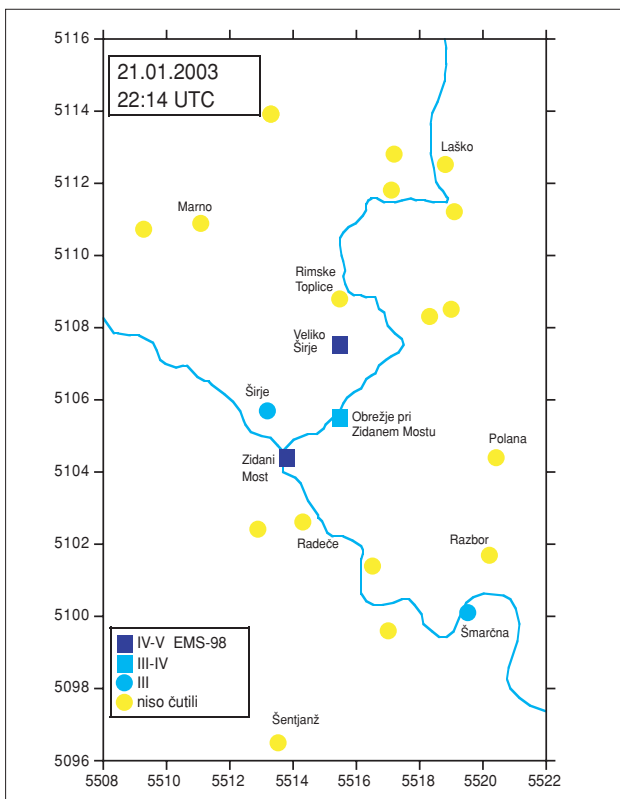 5116
5114
5112
5110
5108
5106
5104
5102
5100
5098
5096
21.01.2003
22:14 UTC
Laško
Marno
Rimske
Toplice
Veliko
Širje
Širje
Obrežje pri
Zidanem Mostu
Zidani
Most
Polana
Radeče
Razbor
Šmarčna
Šentjanž
IV-V EMS-98
III-IV
III
niso čutili
5508 5510 5512 5514 5516 5518 5520 5522